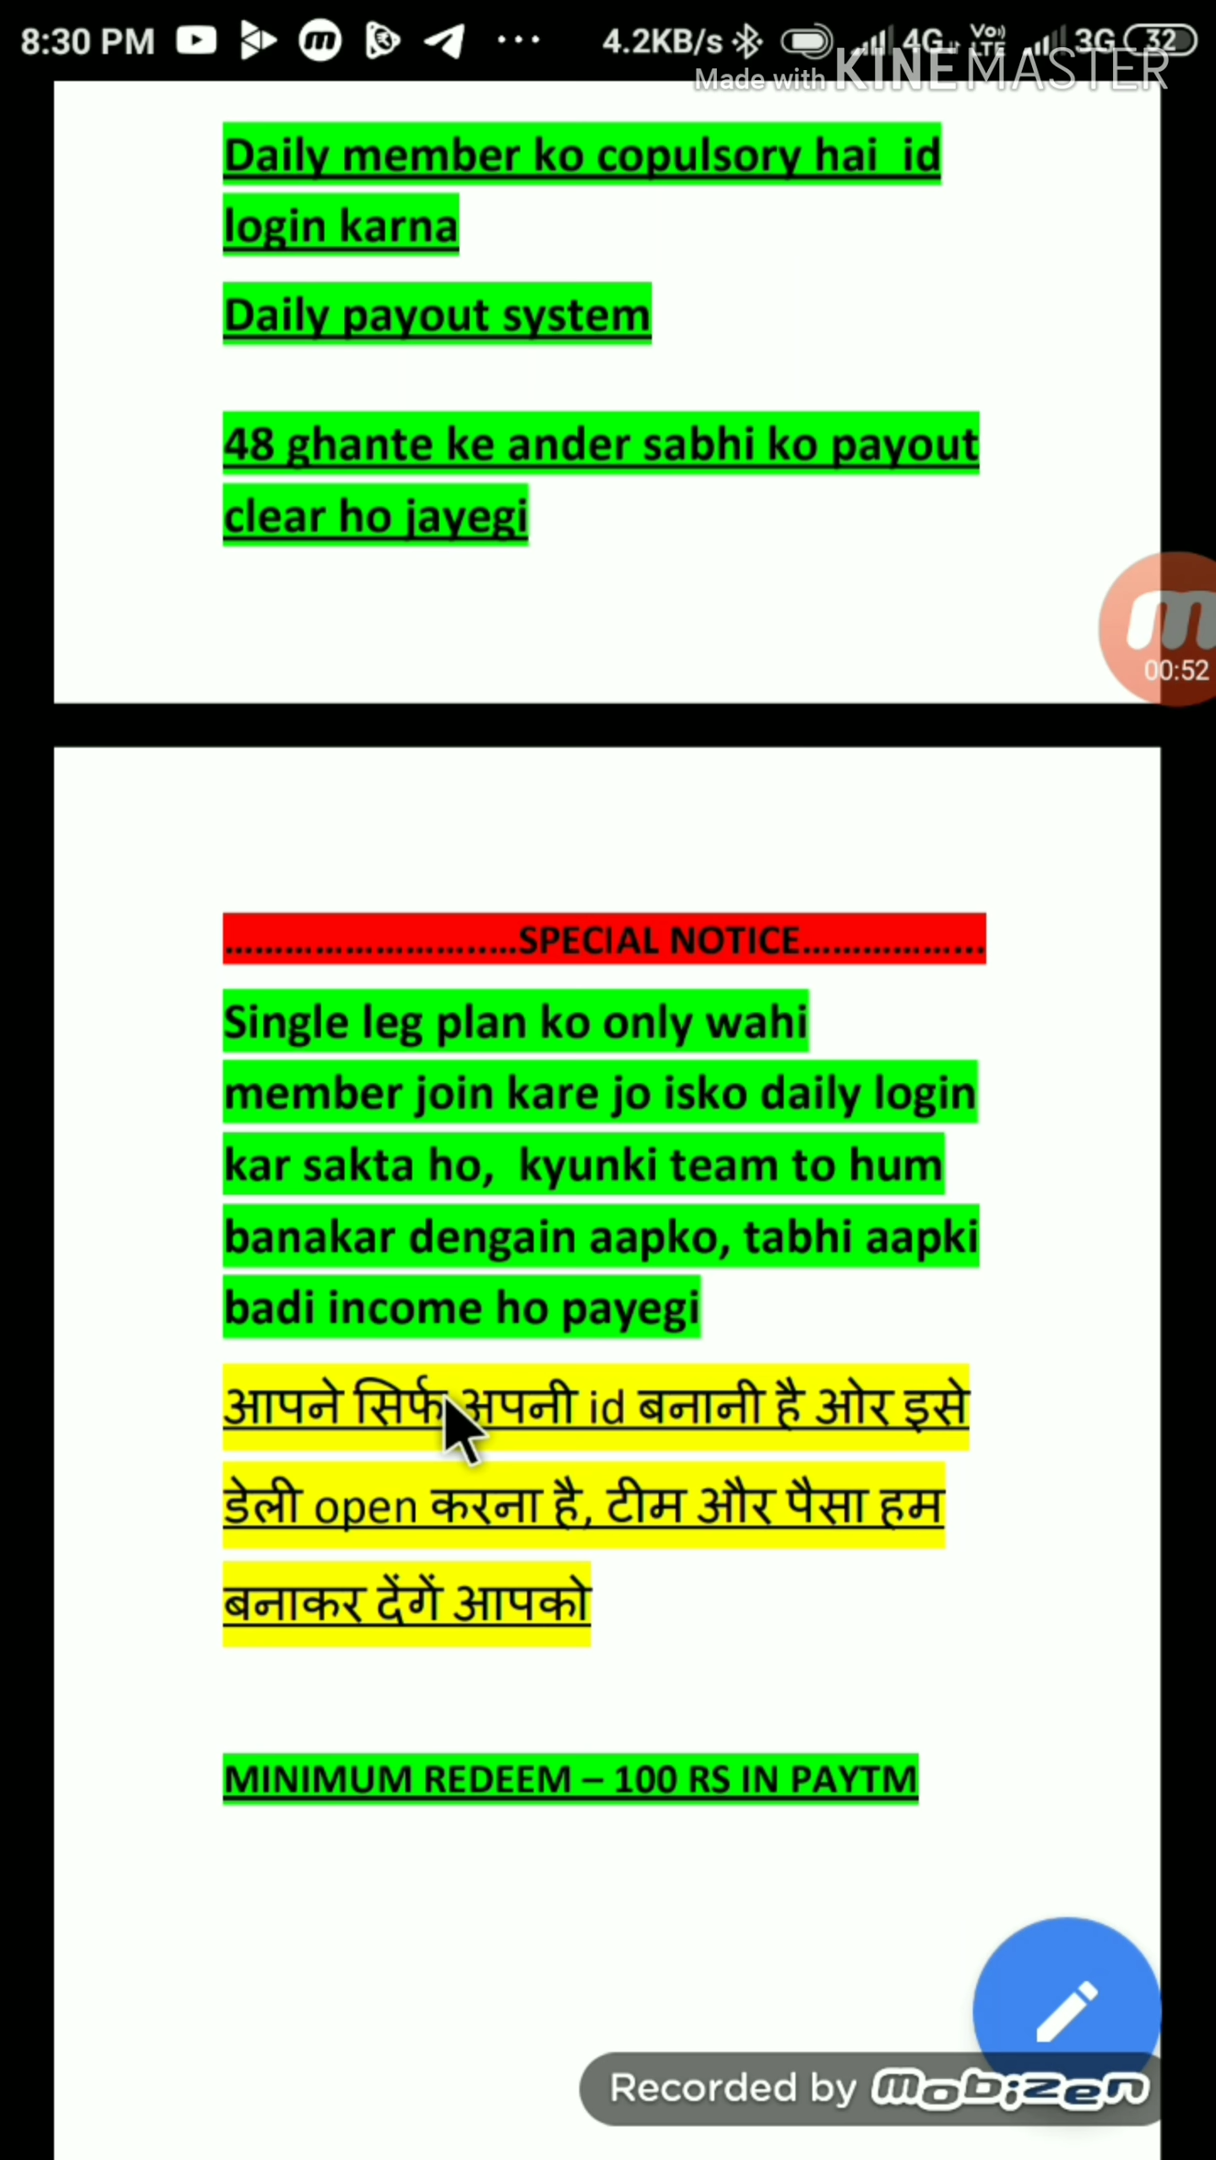 8:30 PM ... 4.2KB/s 4G Vo) LTE 3G 32
Made with KINEMASTER
Daily member ko copulsory hai  id
login karna
Daily payout system
48 ghante ke ander sabhi ko payout
clear ho jayegi
00:52
.............................SPECIAL NOTICE..................
Single leg plan ko only wahi
member join kare jo isko daily login
kar sakta ho,  kyunki team to hum
banakar dengain aapko, tabhi aapki
badi income ho payegi
आपने सिर्फ अपनी id बनानी है ओर इसे
डेली open करना है, टीम और पैसा हम
बनाकर देंगें आपको
MINIMUM REDEEM – 100 RS IN PAYTM
Recorded by mobizen